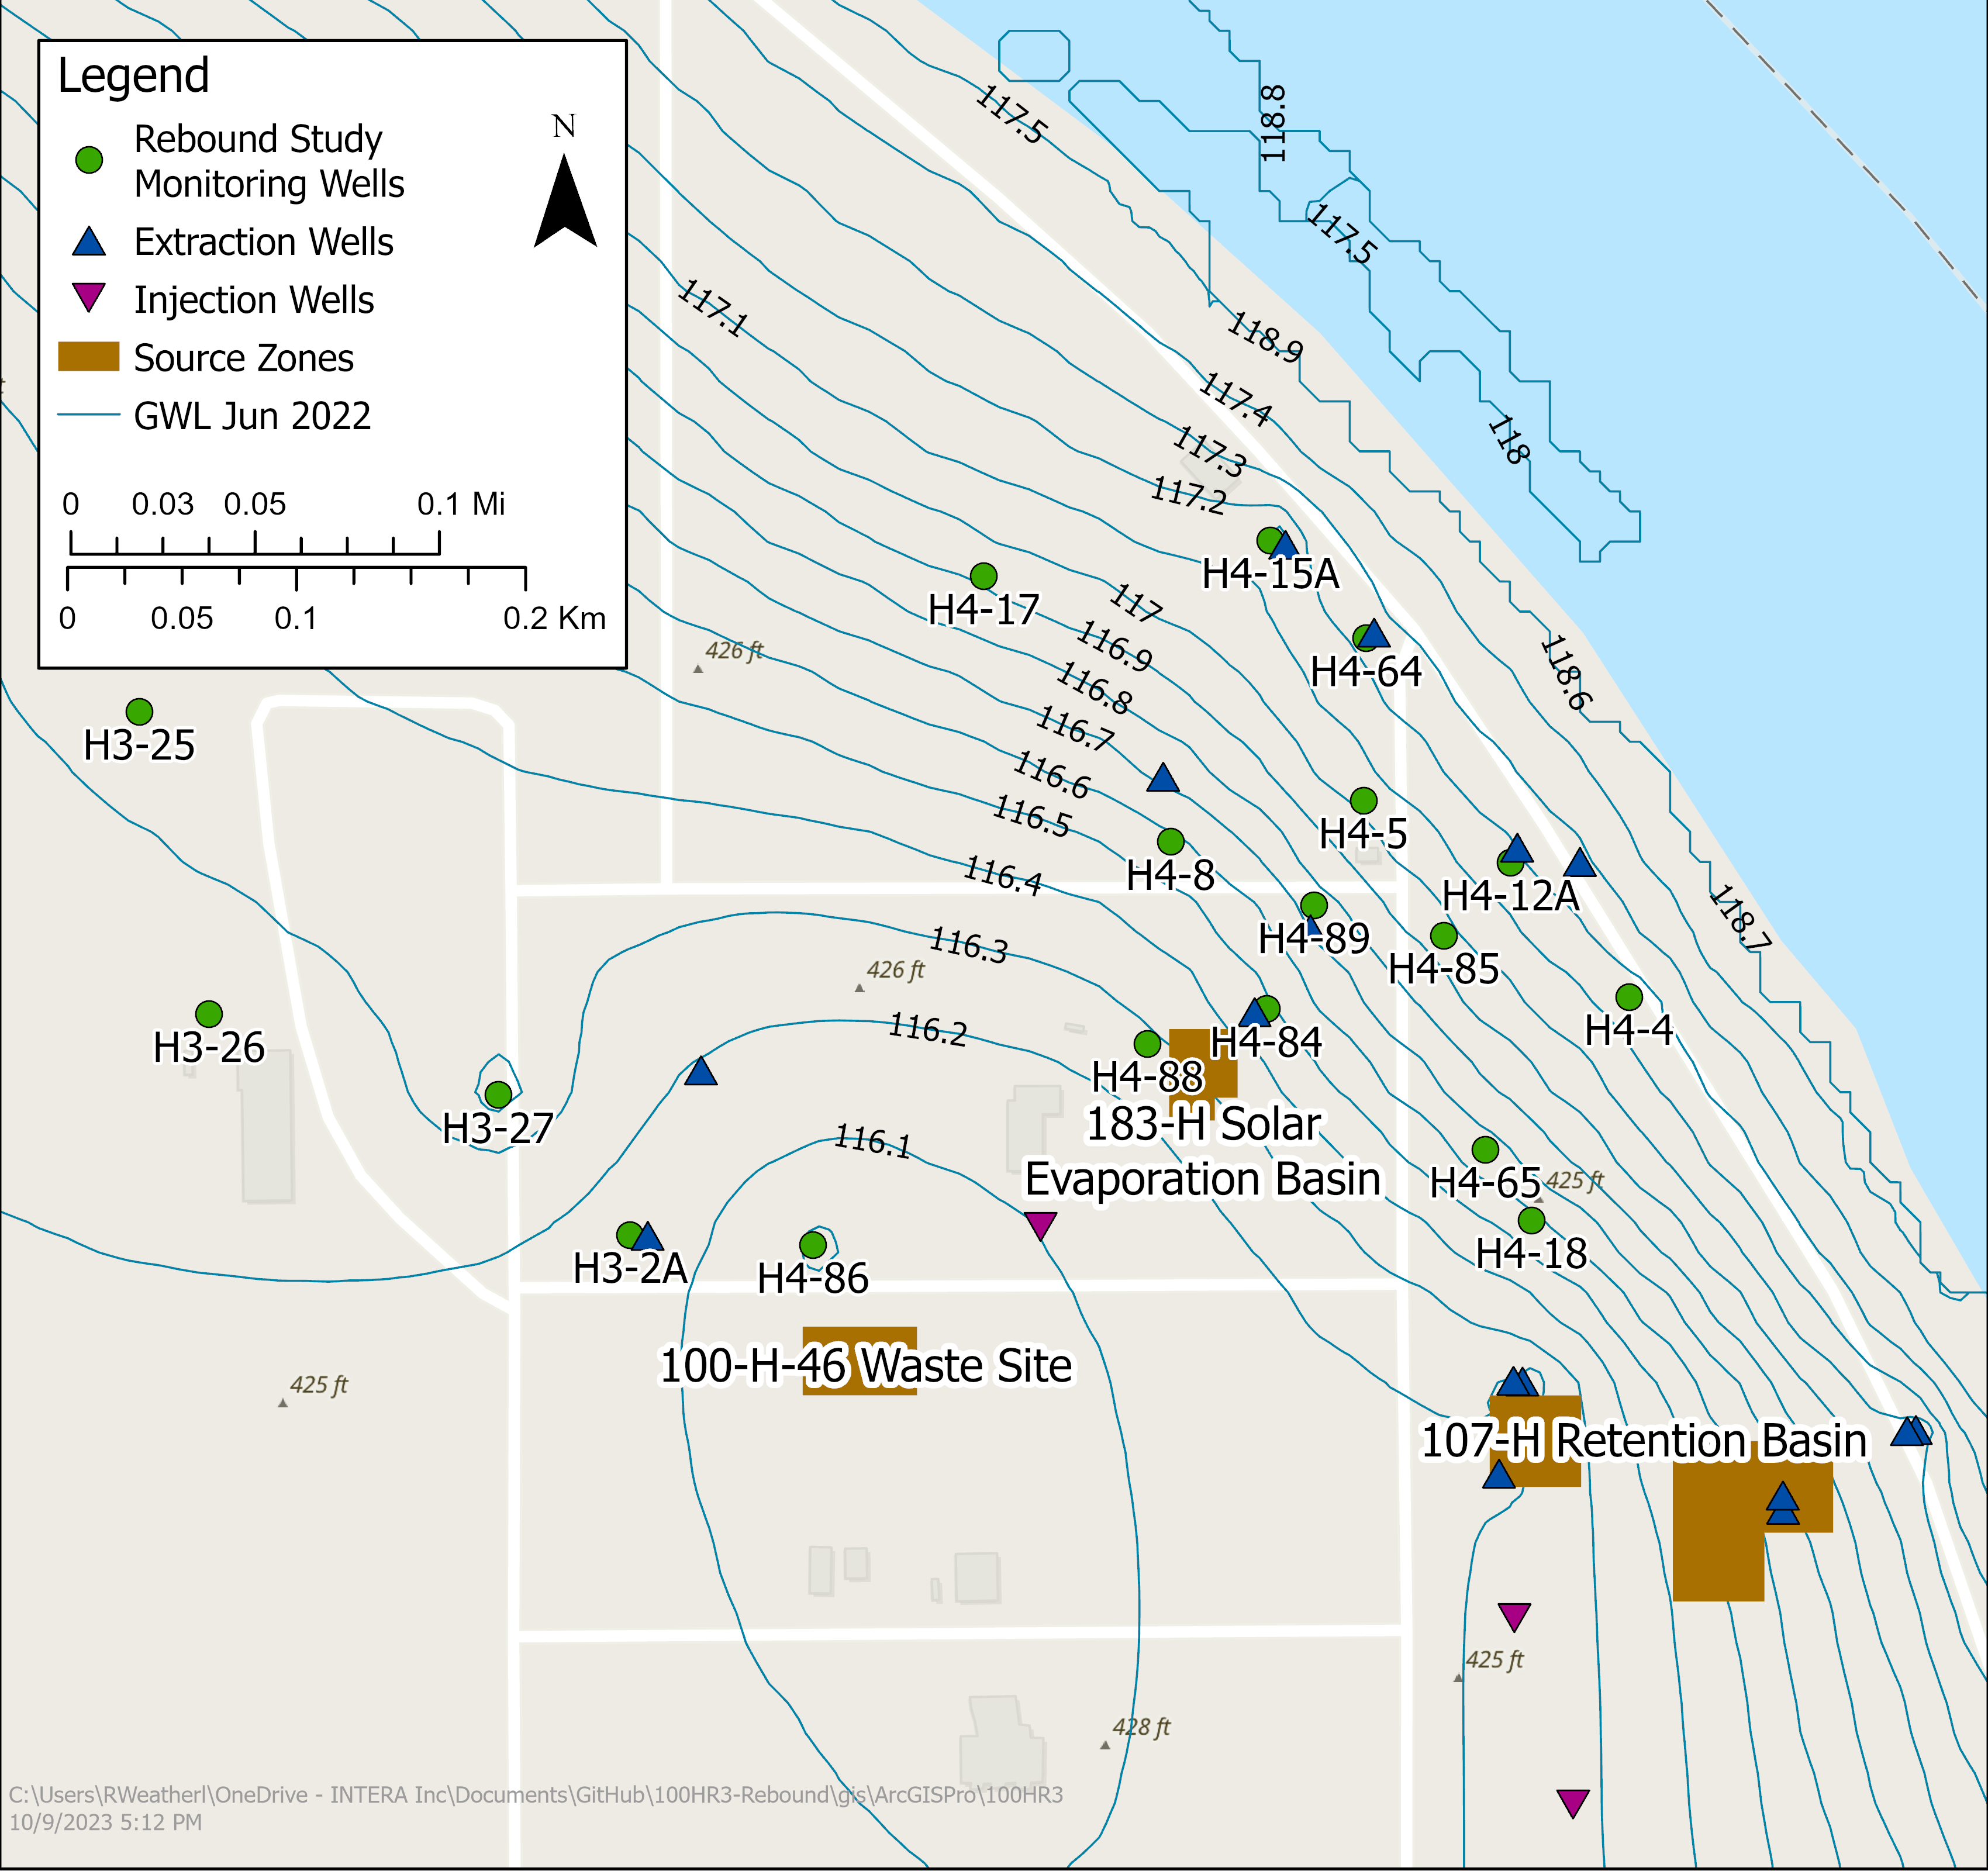 Legend
N
Rebound Study
Monitoring Wells
Extraction Wells
Injection Wells
Source Zones
GWL Jun 2022
0 0.03 0.05 0.1 Mi
0 0.05 0.1 0.2 Km
117.5
118.8
117.5
117.1
118.9
117.4
118
117.3
117.2
H4-15A
H4-17
117
116.9
426 ft
H4-64
118.6
116.8
H3-25
116.7
116.6
116.5
H4-5
H4-8
116.4
H4-12A
118.7
116.3
H4-89
426 ft
H4-85
116.2
H4-4
H3-26
H4-84
H4-88
H3-27
183-H Solar
Evaporation Basin
116.1
H4-65
425 ft
H4-18
H3-2A
H4-86
100-H-46 Waste Site
425 ft
107-H Retention Basin
425 ft
428 ft
C:\Users\RWeatherl\OneDrive - INTERA Inc\Documents\GitHub\100HR3-Rebound\gis\ArcGISPro\100HR3
10/9/2023 5:12 PM